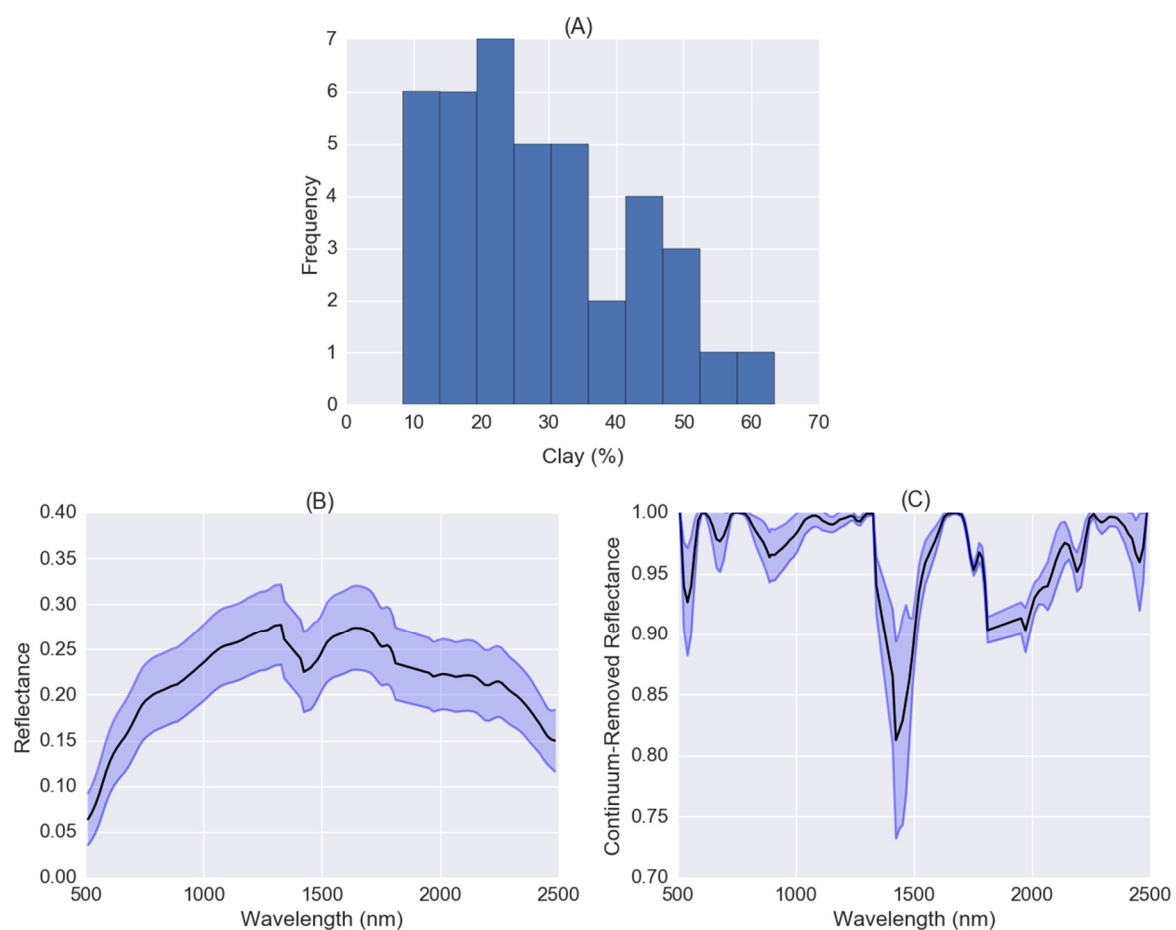 (A)
7
6
5
4
3
2
1
0
Frequency
0 10 20 30 40 50 60 70
Clay (%)
(B)
0.40
0.35
0.30
0.25
0.20
0.15
0.10
0.05
0.00
Reflectance
500 1000 1500 2000 2500
Wavelength (nm)
(C)
1.00
0.95
0.90
0.85
0.80
0.75
0.70
Continuum-Removed Reflectance
500 1000 1500 2000 2500
Wavelength (nm)